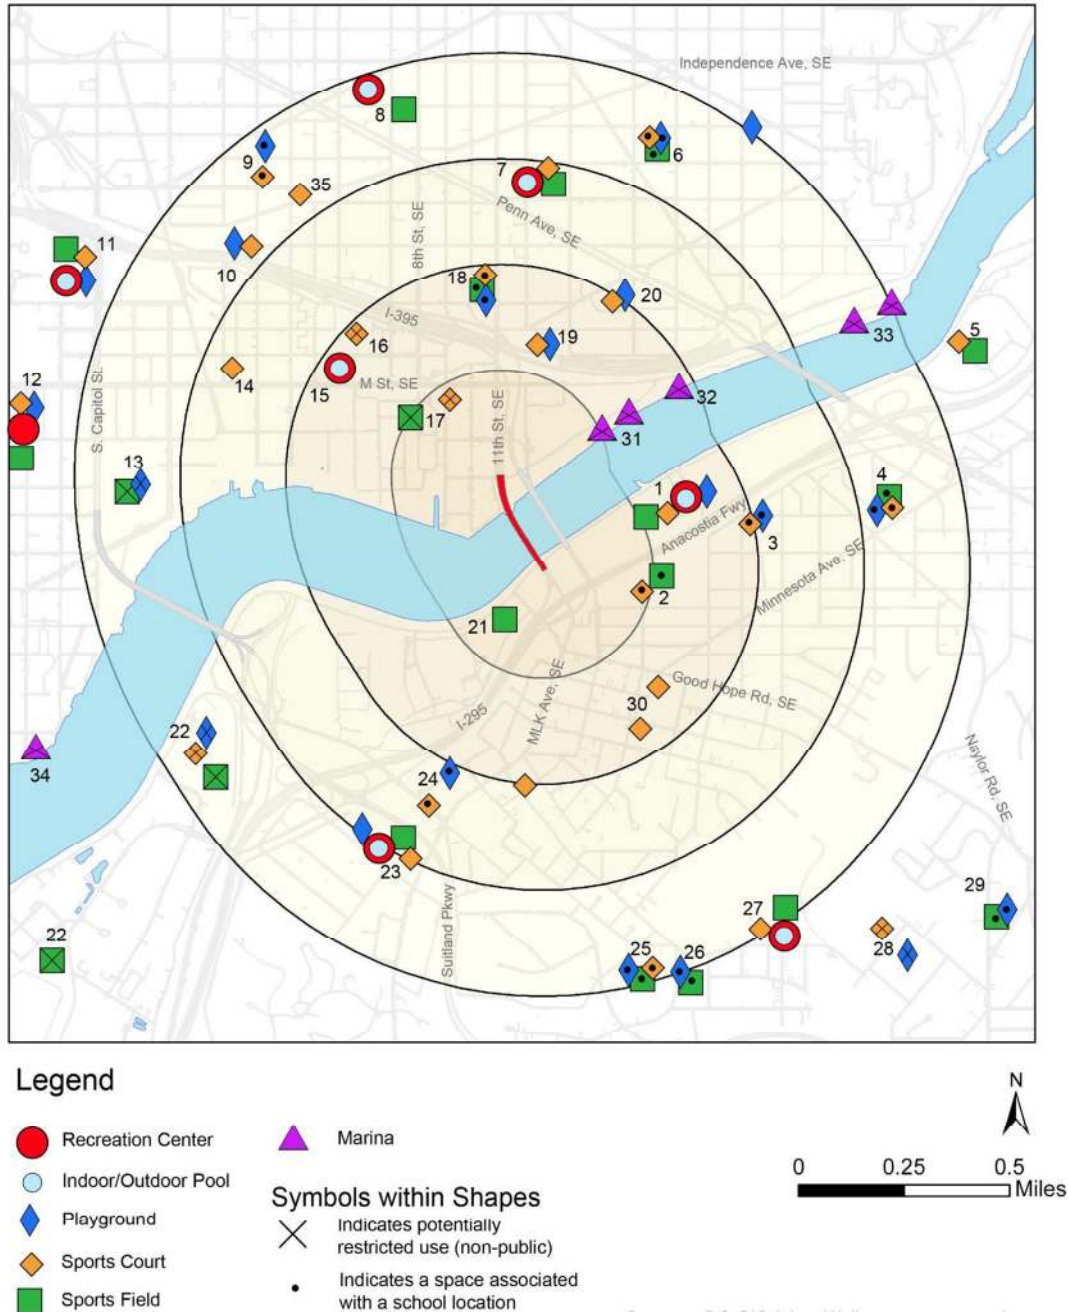 Independence Ave, SE
8
6
9
7
35
Penn Ave, SE
8th St, SE
11
10
18
20
I-395
19
33
5
16
M St, SE
14
15
32
12
S. Capitol St.
17
11th St, SE
31
13
1
4
Anacostia Fwy
3
Minnesota Ave. SE
2
21
Good Hope Rd, SE
MLK Ave, SE
I-295
30
22
34
24
Naylor Rd, SE
23
Suitland Pkwy
29
27
28
22
25
26
Legend
N
Recreation Center
Marina
0 0.25 0.5
Miles
Indoor/Outdoor Pool
Symbols within Shapes
Playground
Indicates potentially
restricted use (non-public)
Sports Court
Indicates a space associated
with a school location
Sports Field